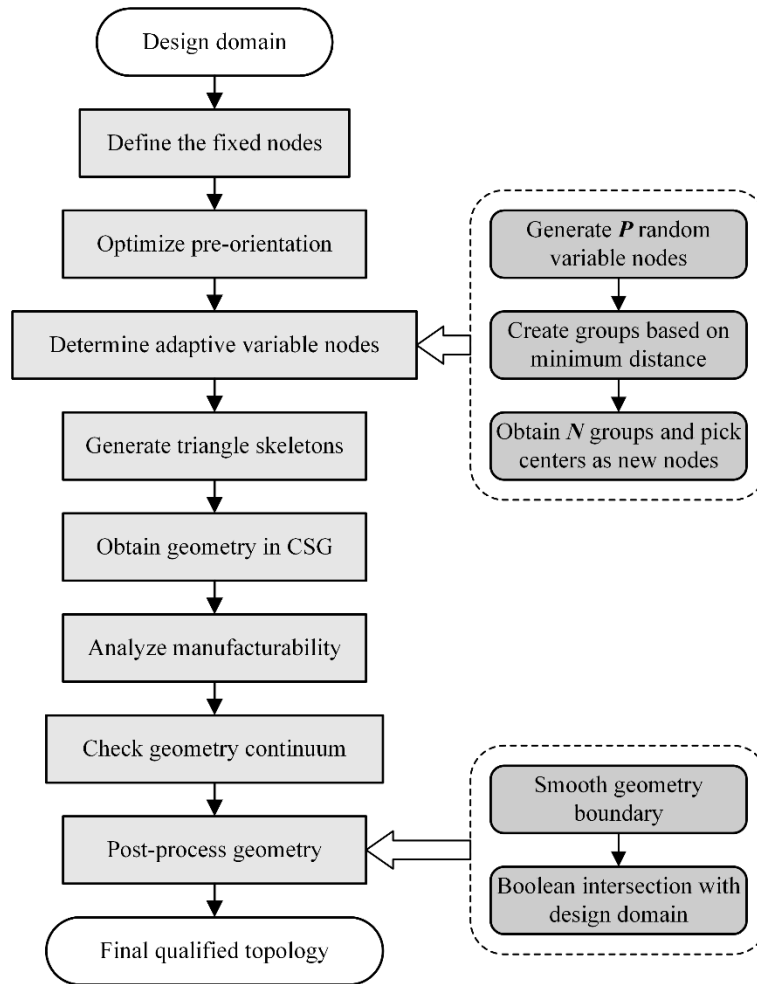 Design domain
Define the fixed nodes
Optimize pre-orientation
Determine adaptive variable nodes
Generate triangle skeletons
Obtain geometry in CSG
Analyze manufacturability
Check geometry continuum
Post-process geometry
Final qualified topology
Generate P random
variable nodes
Create groups based on
minimum distance
Obtain N groups and pick
centers as new nodes
Smooth geometry
boundary
Boolean intersection with
design domain